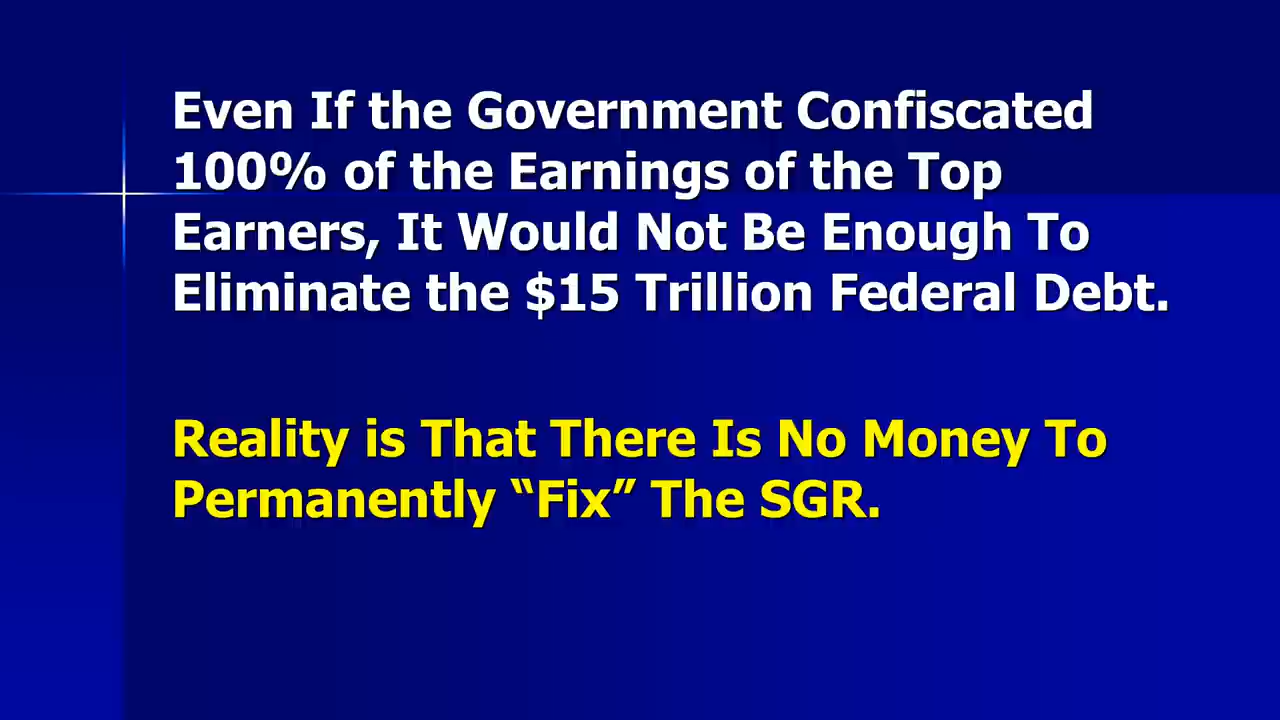 Even If the Government Confiscated
100% of the Earnings of the Top
Earners, It Would Not Be Enough To
Eliminate the $15 Trillion Federal Debt.
Reality is That There Is No Money To
Permanently “Fix” The SGR.